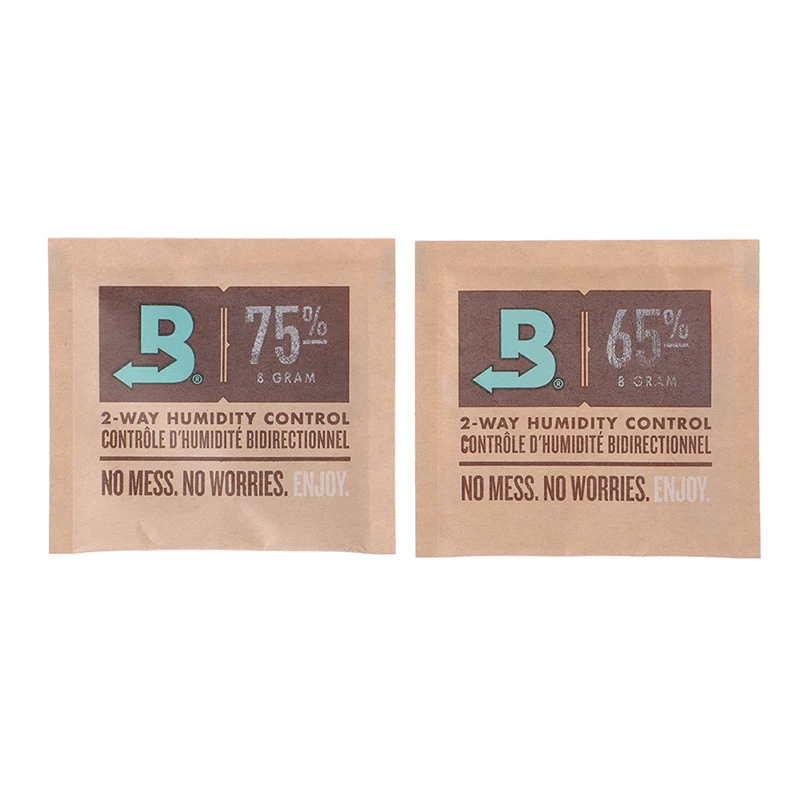 B® 75%
8 GRAM
2-WAY HUMIDITY CONTROL
CONTRÔLE D'HUMIDITÉ BIDIRECTIONNEL
NO MESS. NO WORRIES. ENJOY.
B® 65%
8 GRAM
2-WAY HUMIDITY CONTROL
CONTRÔLE D'HUMIDITÉ BIDIRECTIONNEL
NO MESS. NO WORRIES. ENJOY.